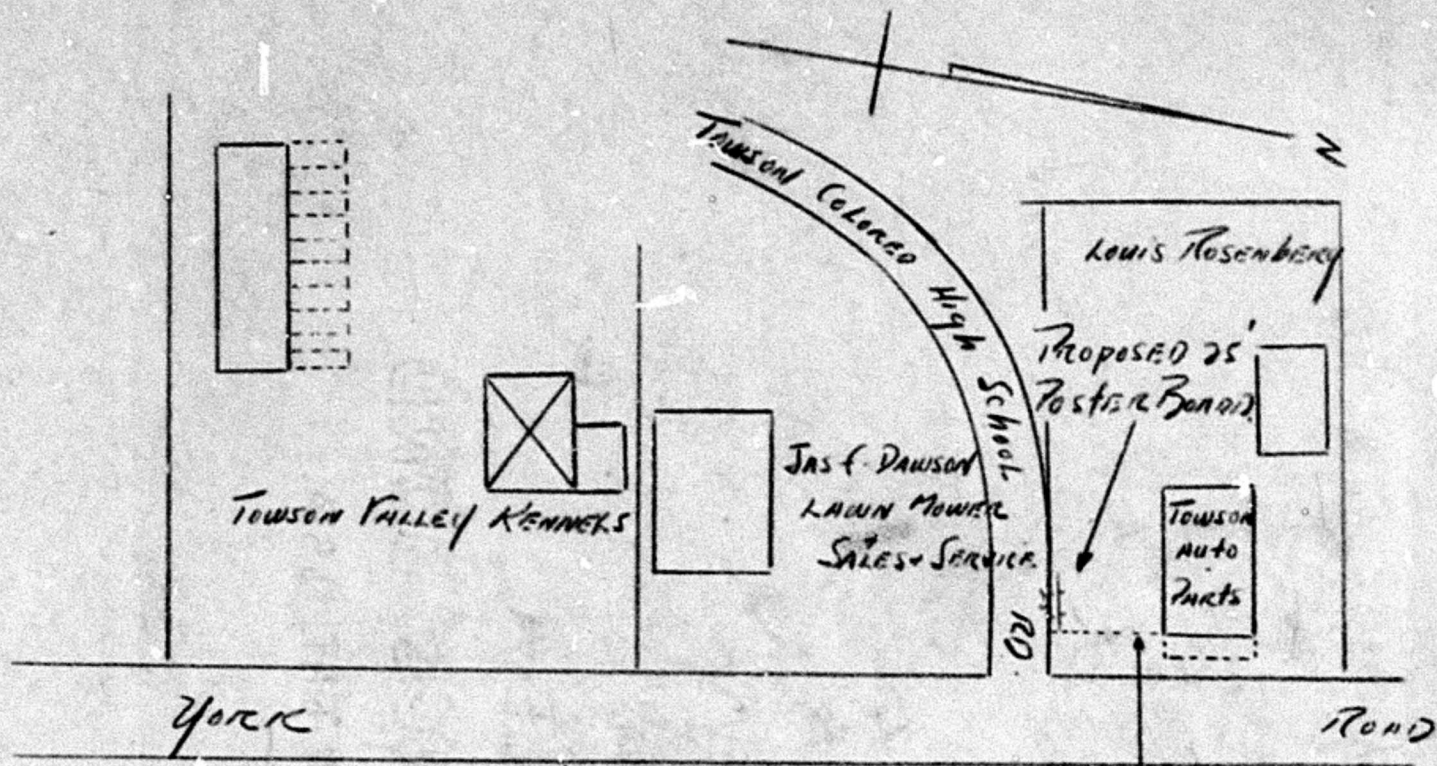 N
TOWSON COLORED HIGH SCHOOL RD
LOUIS ROSENBERG
PROPOSED 25'
POSTER BOARD
JAS F. DAWSON
LAWN MOWER
SALES + SERVICE
TOWSON VALLEY KENNELS
TOWSON
AUTO
PARTS
YORK ROAD